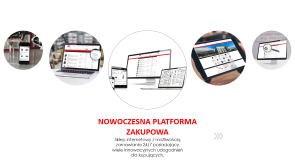 NOWOCZESNA PLATFORMA
ZAKUPOWA
Sklep internetowy z możliwością
zamawiania 24/7 posiadający
wiele innowacyjnych udogodnień
dla kupujących.